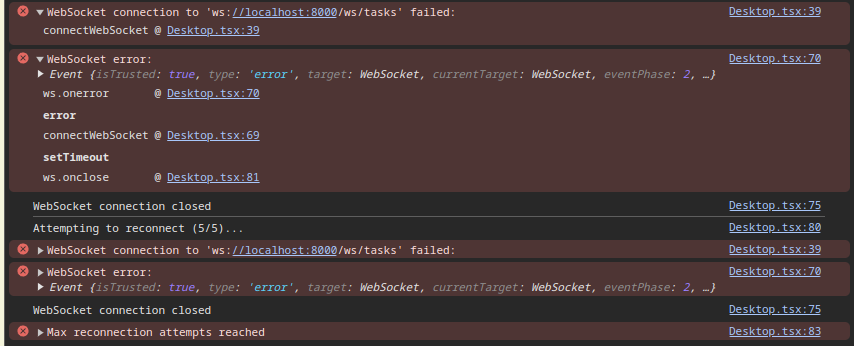 WebSocket connection to 'ws://localhost:8000/ws/tasks' failed: Desktop.tsx:39
connectWebSocket @ Desktop.tsx:39
WebSocket error: Desktop.tsx:70
Event {isTrusted: true, type: 'error', target: WebSocket, currentTarget: WebSocket, eventPhase: 2, …}
ws.onerror @ Desktop.tsx:70
error
connectWebSocket @ Desktop.tsx:69
setTimeout
ws.onclose @ Desktop.tsx:81
WebSocket connection closed Desktop.tsx:75
Attempting to reconnect (5/5)... Desktop.tsx:80
WebSocket connection to 'ws://localhost:8000/ws/tasks' failed: Desktop.tsx:39
WebSocket error: Desktop.tsx:70
Event {isTrusted: true, type: 'error', target: WebSocket, currentTarget: WebSocket, eventPhase: 2, …}
WebSocket connection closed Desktop.tsx:75
Max reconnection attempts reached Desktop.tsx:83